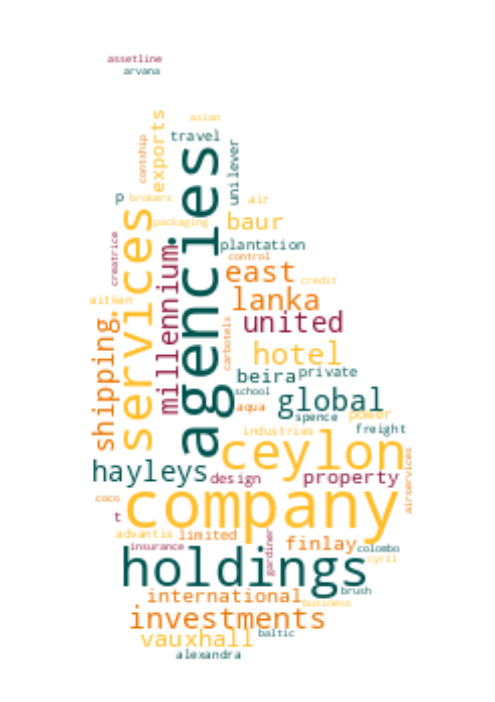 assetline
arvana
asian
exports
travel
contship
agencies
unilever
p
brokers
air
services
packaging
baur
creatrice
millennium
plantation
control
east
credit
aitken
lanka
shipping
united
carbotels
hotel
beira
private
school
aqua
global
spence
power
industries
freight
ceylon
hayleys
design
property
airservices
coco
company
t
advantis
limited
insurance
gardiner
finlay
colombo
cyril
holdings
brush
international
business
investments
vauxhall
baltic
alexandra